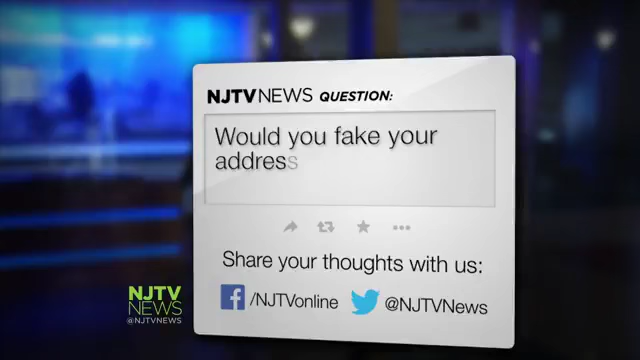 NJTVNEWS QUESTION:
Would you fake your
address
Share your thoughts with us:
/NJTVonline @NJTVNews
NJTV
NEWS
@NJTVNEWS